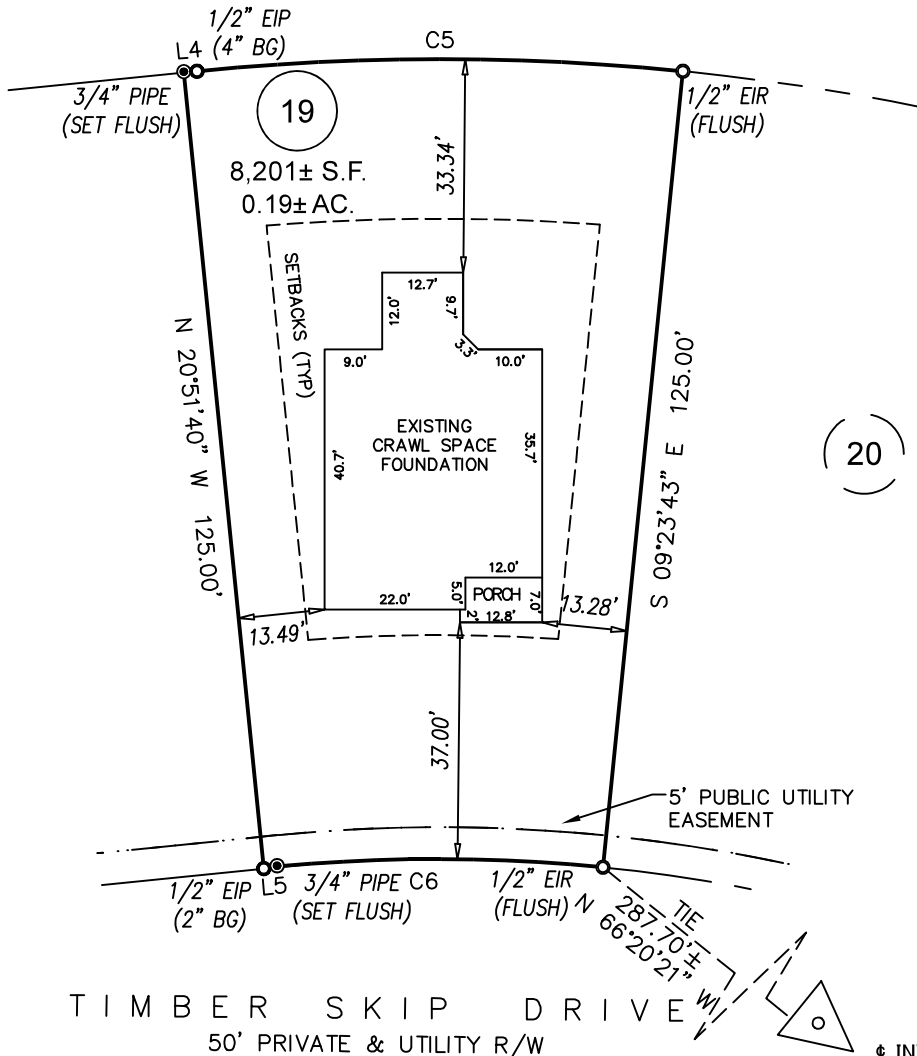 1/2" EIP
(4" BG)
L4
C5
3/4" PIPE
(SET FLUSH)
19
8,201± S.F.
0.19± AC.
1/2" EIR
(FLUSH)
33.34'
SETBACKS (TYP)
12.7'
12.0'
9.7'
3.3'
9.0'
10.0'
N 20°51'40" W 125.00'
EXISTING
CRAWL SPACE
FOUNDATION
40.7'
35.7'
S 09°23'43" E 125.00'
20
12.0'
PORCH
22.0'
5.0'
7.0'
2'
12.8'
13.49'
13.28'
37.00'
5' PUBLIC UTILITY
EASEMENT
1/2" EIP
(2" BG)
L5
3/4" PIPE
(SET FLUSH)
C6
1/2" EIR
(FLUSH)
TIE
287.70'±
N 66°20'21" W
TIMBER SKIP DRIVE
50' PRIVATE & UTILITY R/W